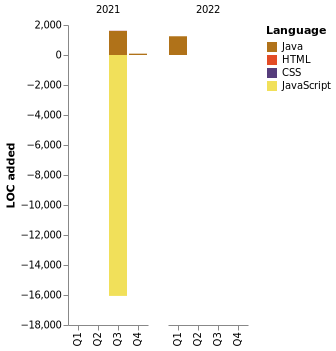 2021 2022
Language
Java
HTML
CSS
JavaScript
LOC added
2,000
0
−2,000
−4,000
−6,000
−8,000
−10,000
−12,000
−14,000
−16,000
−18,000
Q1 Q2 Q3 Q4 Q1 Q2 Q3 Q4